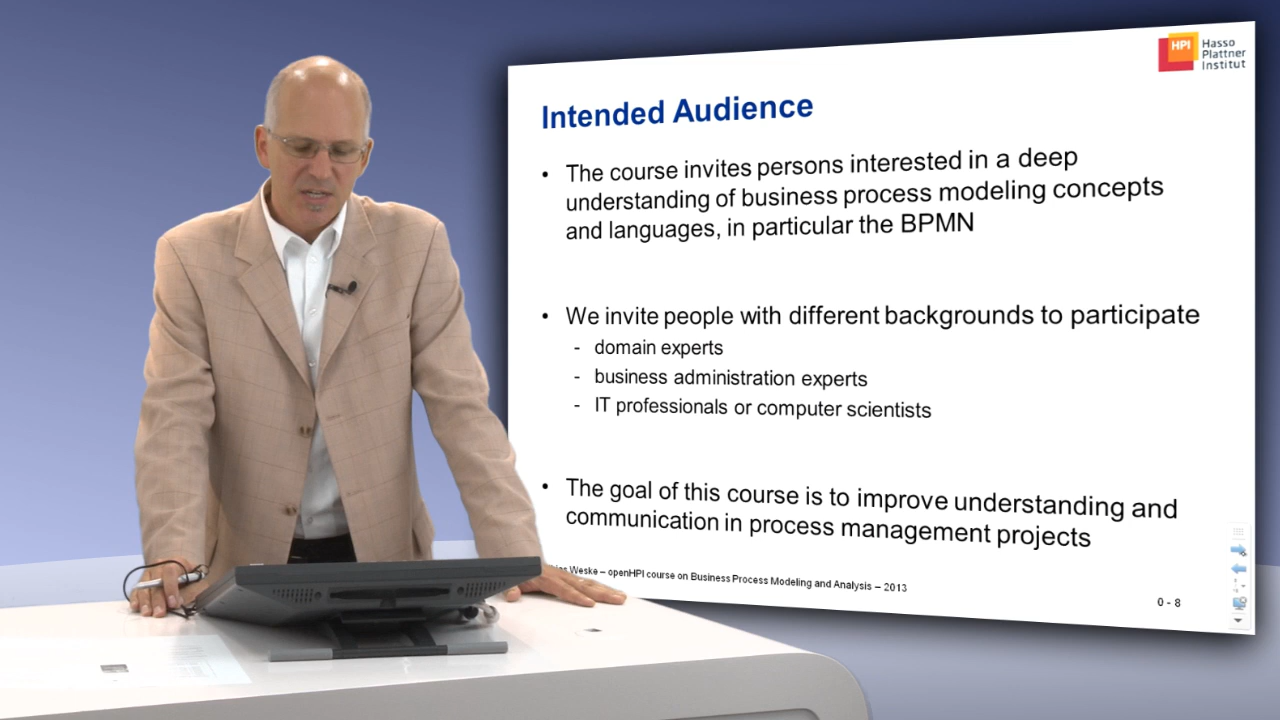 HPI
Hasso
Plattner
Institut
Intended Audience
• The course invites persons interested in a deep
understanding of business process modeling concepts
and languages, in particular the BPMN
• We invite people with different backgrounds to participate
- domain experts
- business administration experts
- IT professionals or computer scientists
• The goal of this course is to improve understanding and
communication in process management projects
Weske – openHPI course on Business Process Modeling and Analysis – 2013
0 - 8